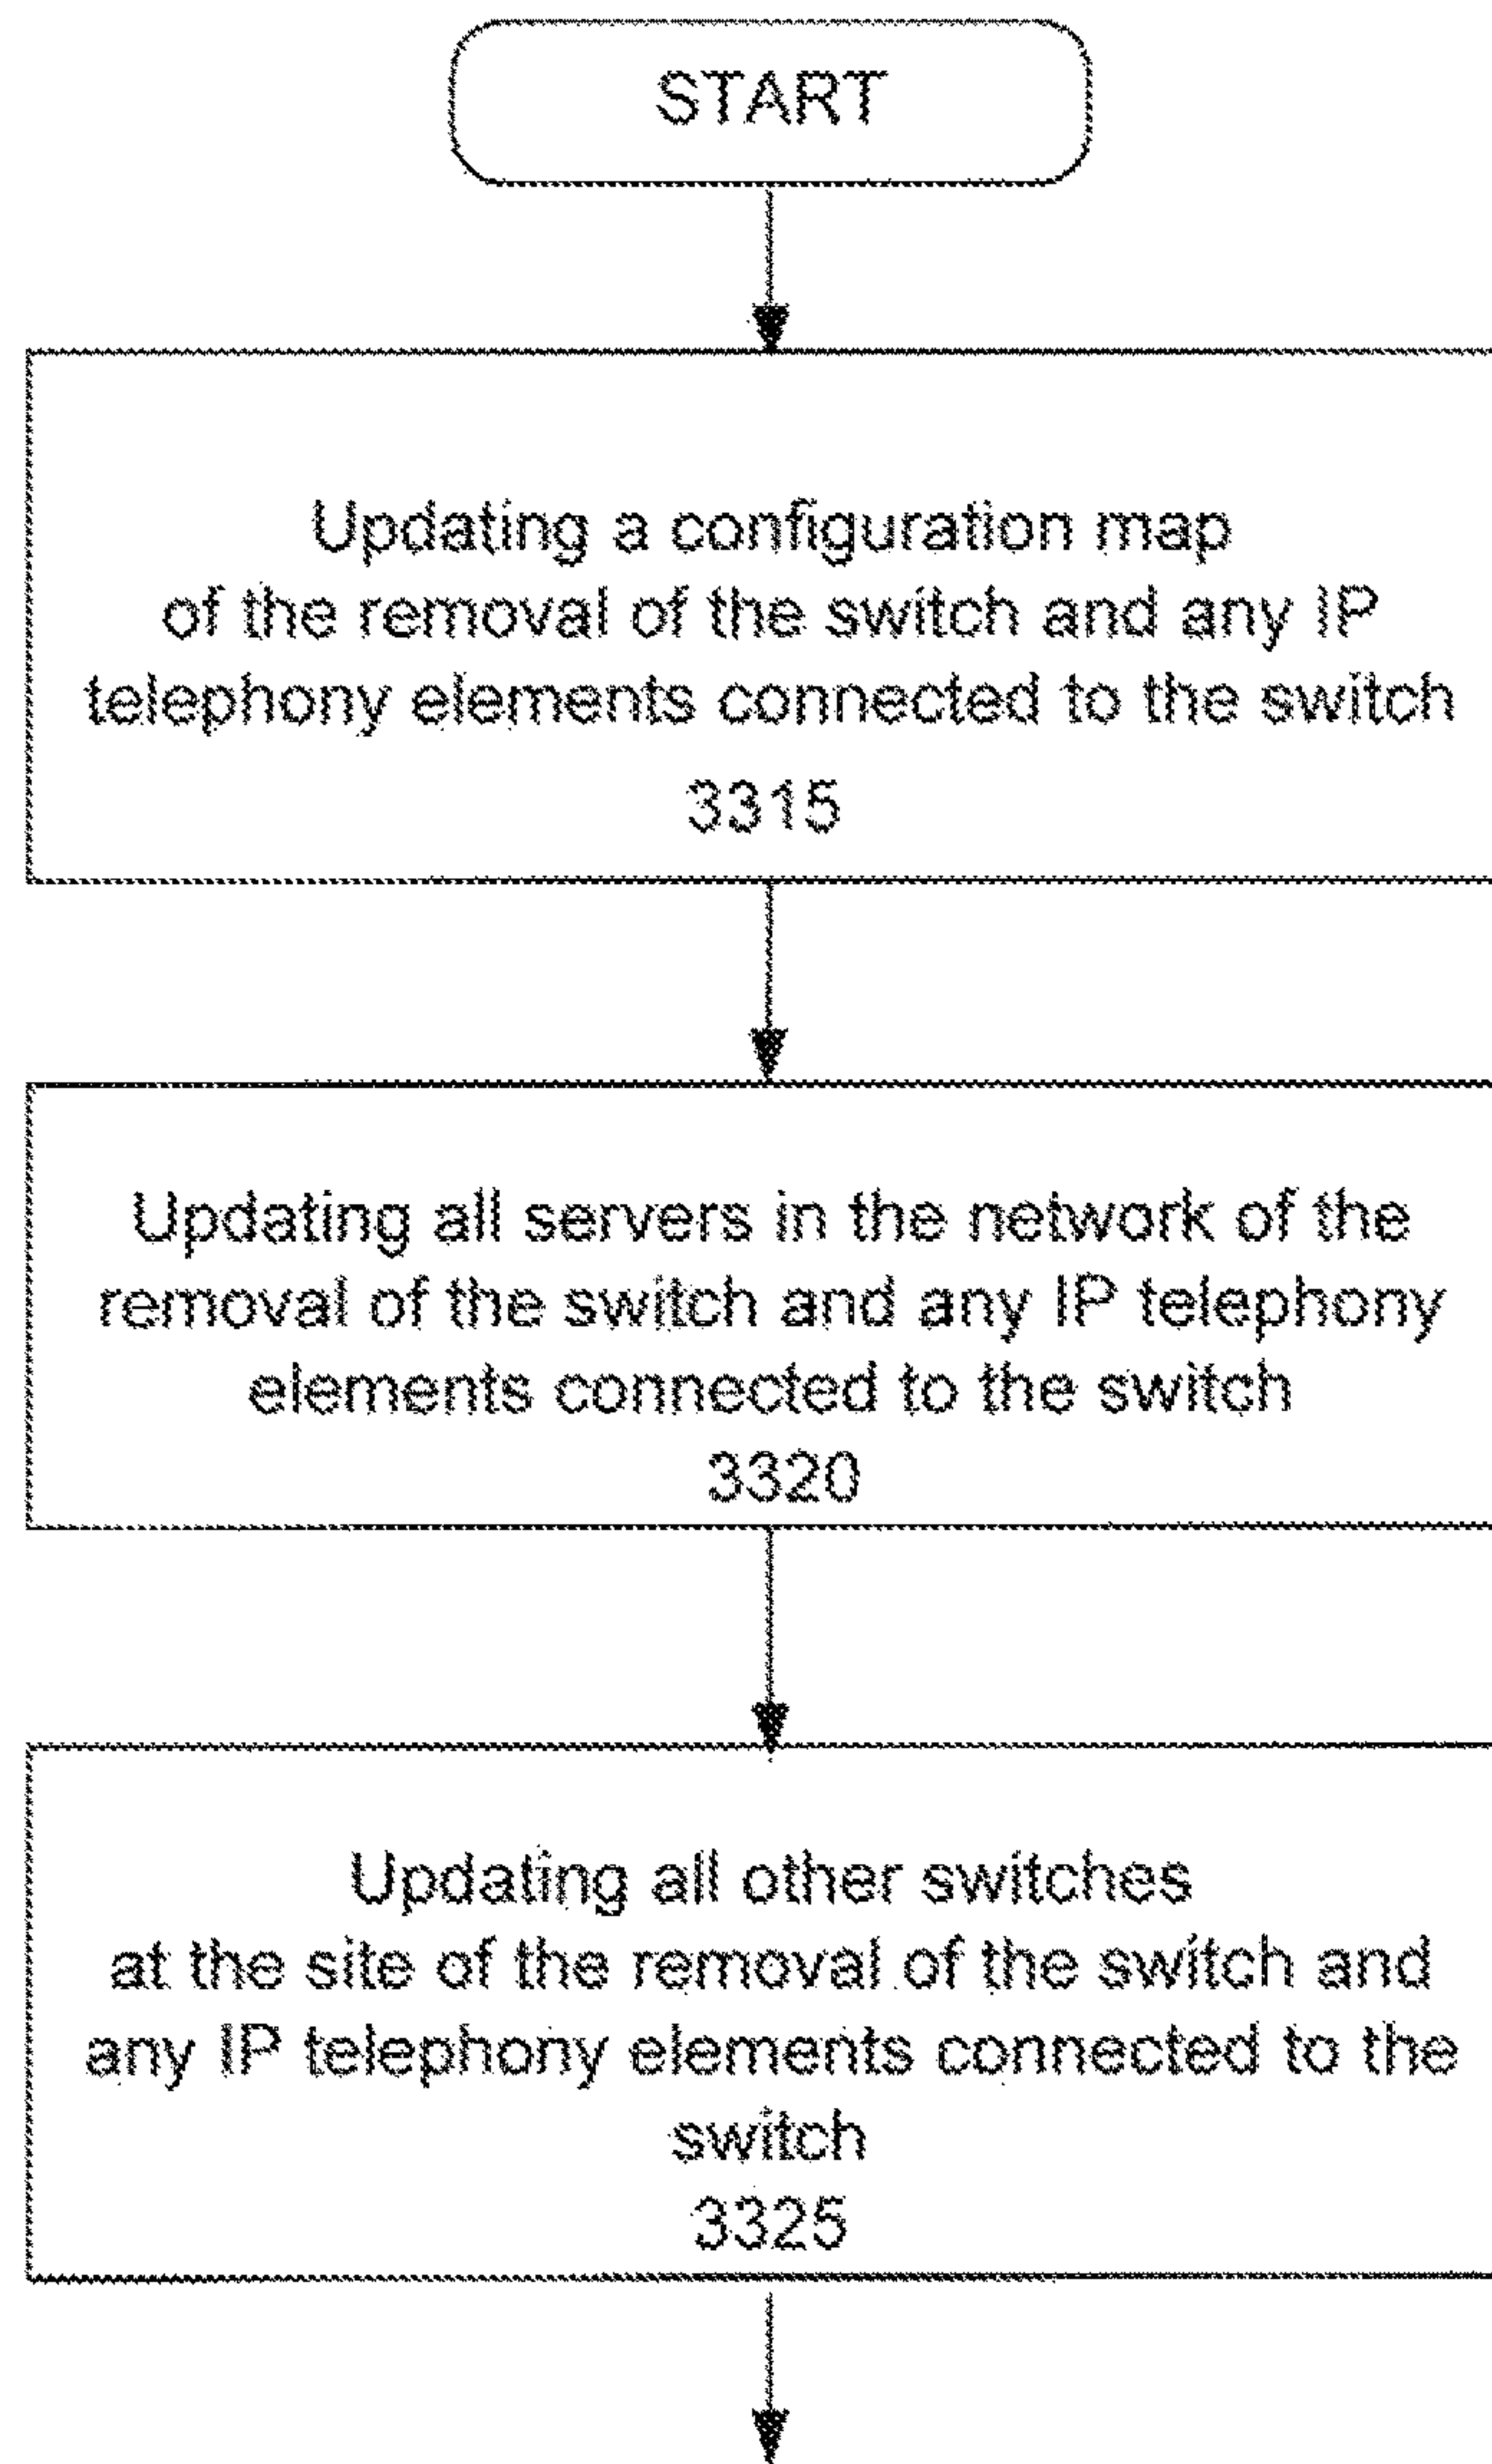 START
Updating a configuration map
of the removal of the switch and any IP
telephony elements connected to the switch
3315
Updating all servers in the network of the
removal of the switch and any IP telephony
elements connected to the switch
3320
Updating all other switches
at the site of the removal of the switch and
any IP telephony elements connected to the
switch
3325